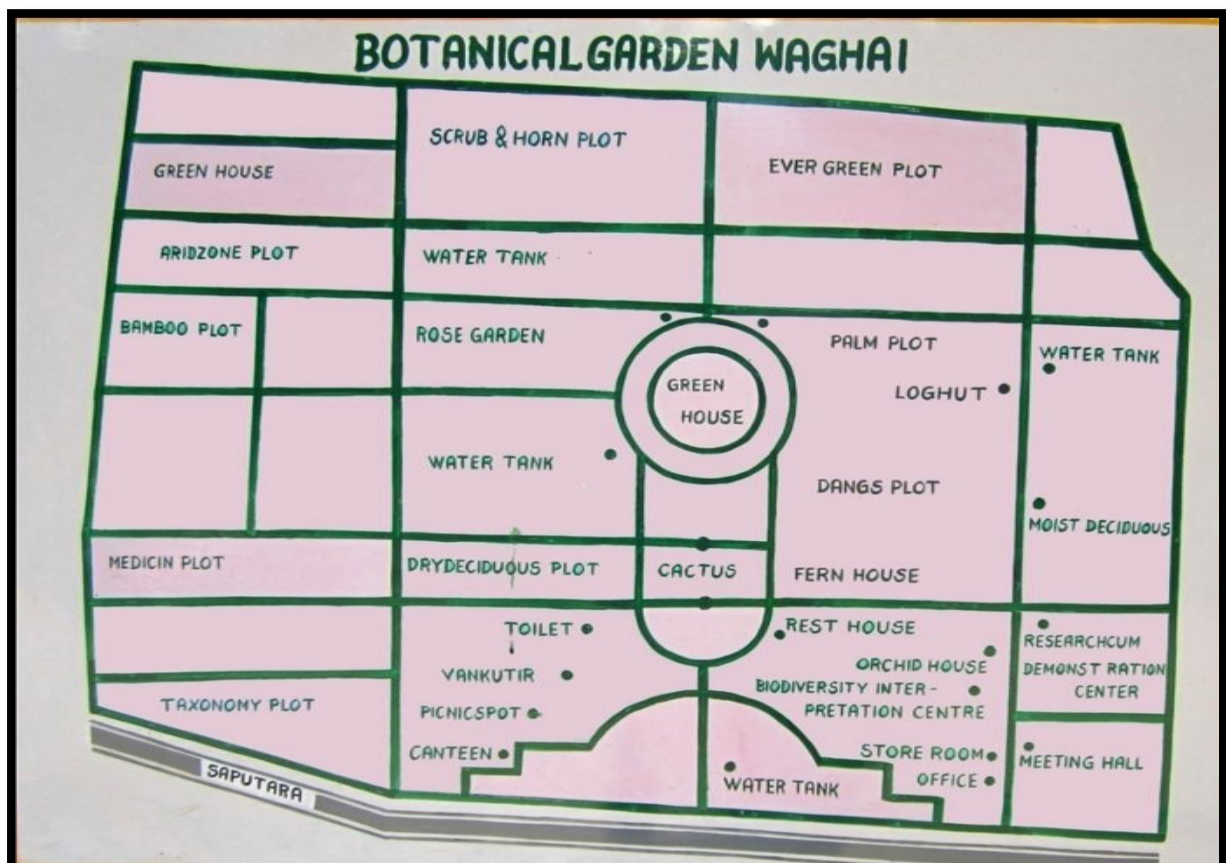 BOTANICALGARDEN WAGHAI
SCRUB & HORN PLOT
EVER GREEN PLOT
GREEN HOUSE
ARIDZONE PLOT
WATER TANK
BAMBOO PLOT
ROSE GARDEN
PALM PLOT
WATER TANK
GREEN
HOUSE
LOGHUT
WATER TANK
DANGS PLOT
MOIST DECIDUOUS
MEDICIN PLOT
DRYDECIDUOUS PLOT
CACTUS
FERN HOUSE
TOILET
REST HOUSE
RESEARCHCUM
DEMONST RATION
CENTER
ORCHID HOUSE
VANKUTIR
BIODIVERSITY INTER-
PRETATION CENTRE
TAXONOMY PLOT
PICNICSPOT
CANTEEN
STORE ROOM
MEETING HALL
OFFICE
WATER TANK
SAPUTARA